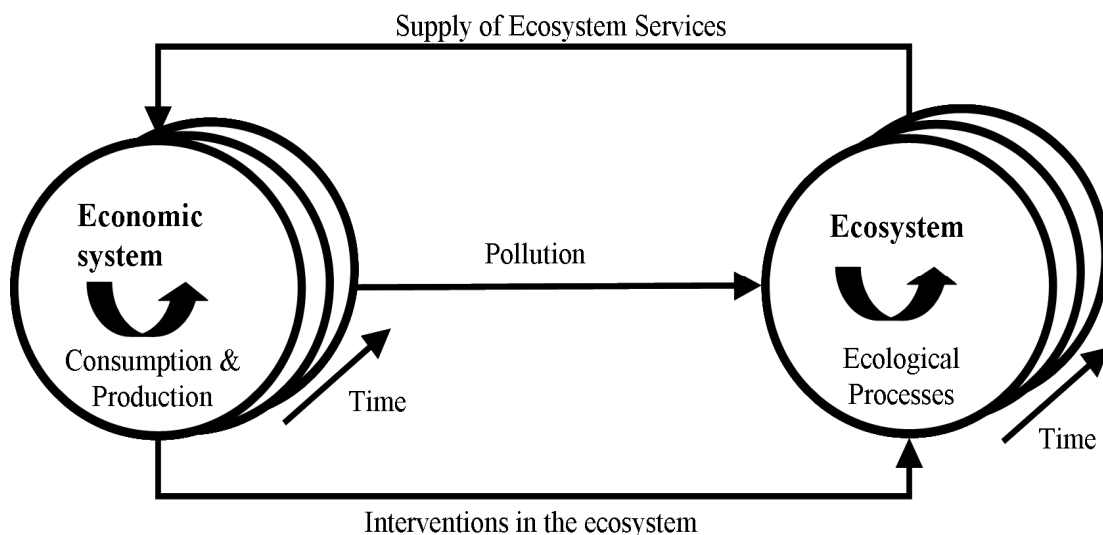 Supply of Ecosystem Services
Economic
system
Consumption &
Production
Time
Pollution
Ecosystem
Ecological
Processes
Time
Interventions in the ecosystem